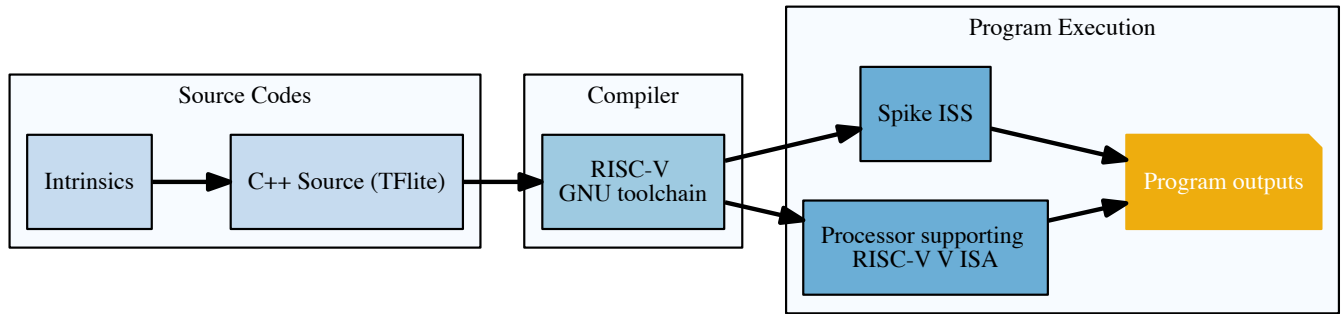 Source Codes
Intrinsics
C++ Source (TFlite)
Compiler
RISC-V
GNU toolchain
Program Execution
Spike ISS
Processor supporting
RISC-V V ISA
Program outputs